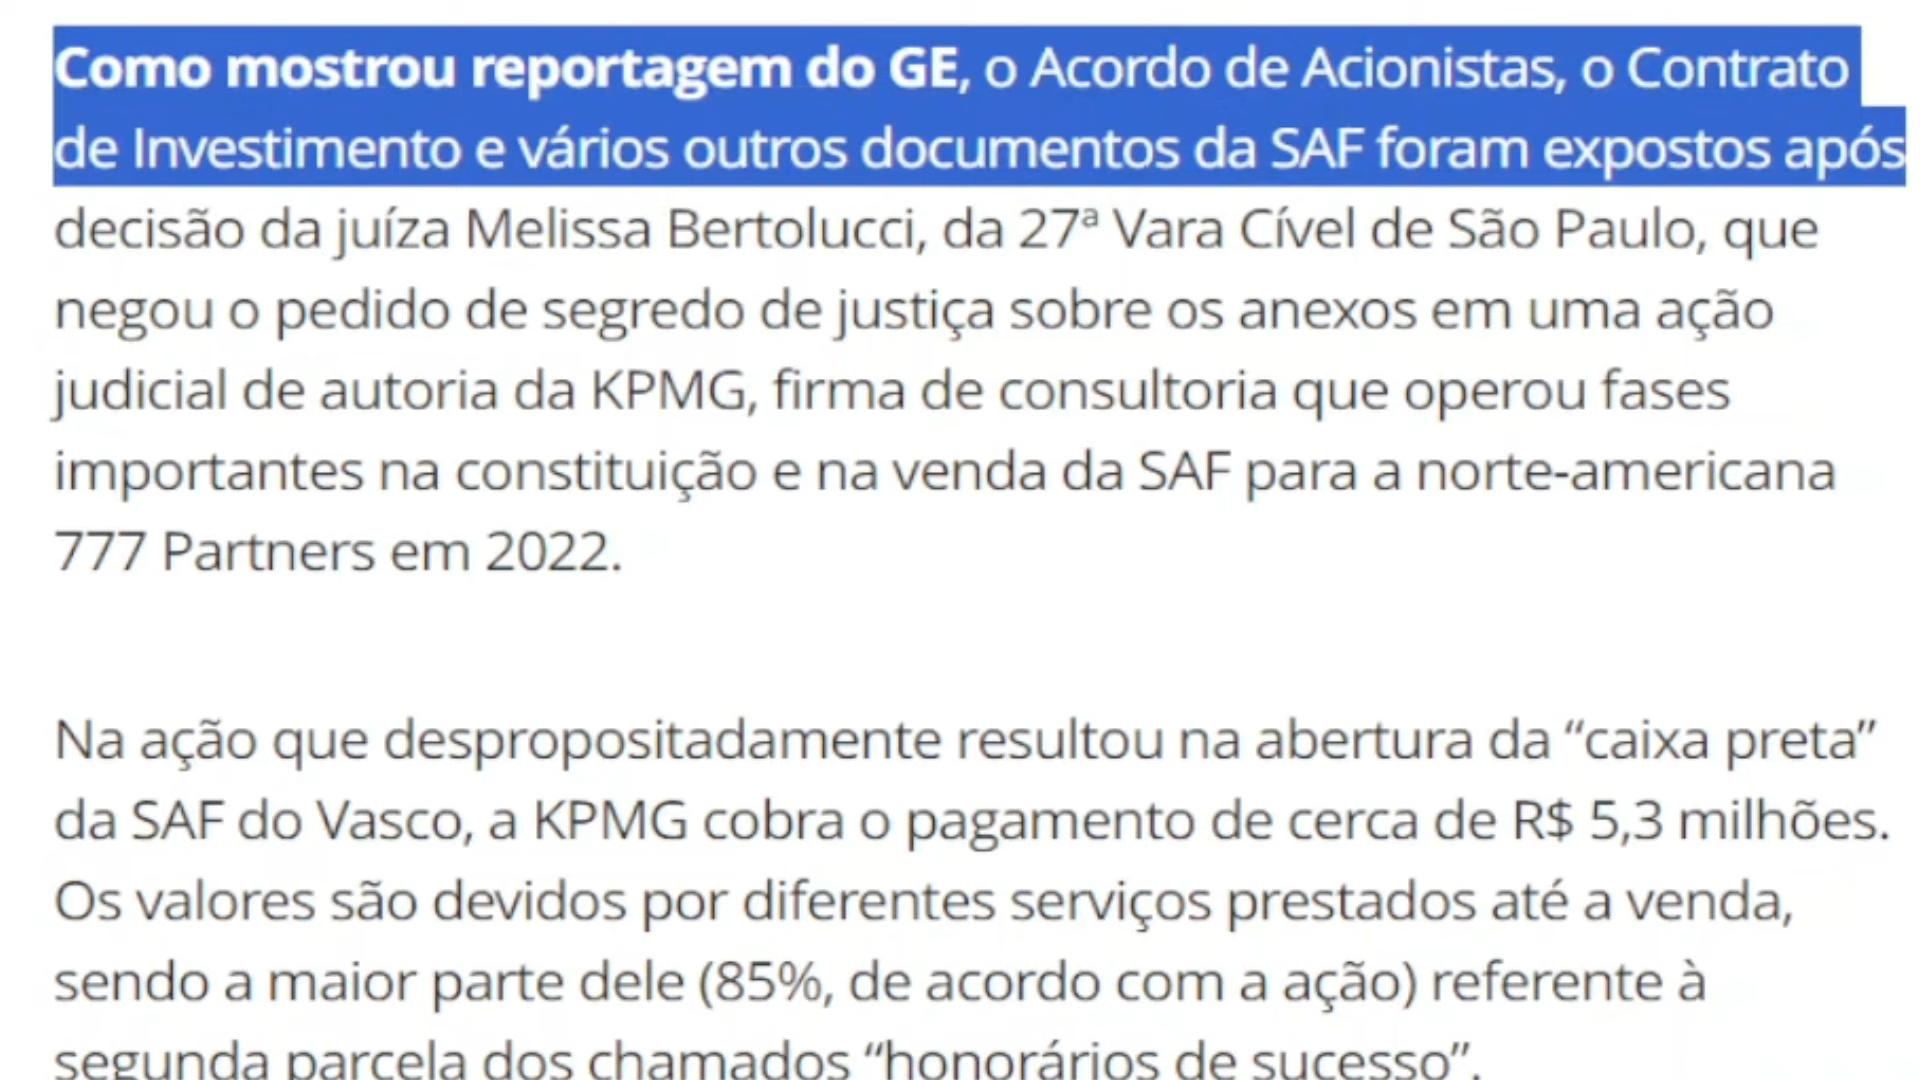 Como mostrou reportagem do GE, o Acordo de Acionistas, o Contrato
de Investimento e vários outros documentos da SAF foram expostos após
decisão da juíza Melissa Bertolucci, da 27ª Vara Cível de São Paulo, que
negou o pedido de segredo de justiça sobre os anexos em uma ação
judicial de autoria da KPMG, firma de consultoria que operou fases
importantes na constituição e na venda da SAF para a norte-americana
777 Partners em 2022.
Na ação que despropositadamente resultou na abertura da “caixa preta”
da SAF do Vasco, a KPMG cobra o pagamento de cerca de R$ 5,3 milhões.
Os valores são devidos por diferentes serviços prestados até a venda,
sendo a maior parte dele (85%, de acordo com a ação) referente à
segunda parcela dos chamados “honorários de sucesso”.